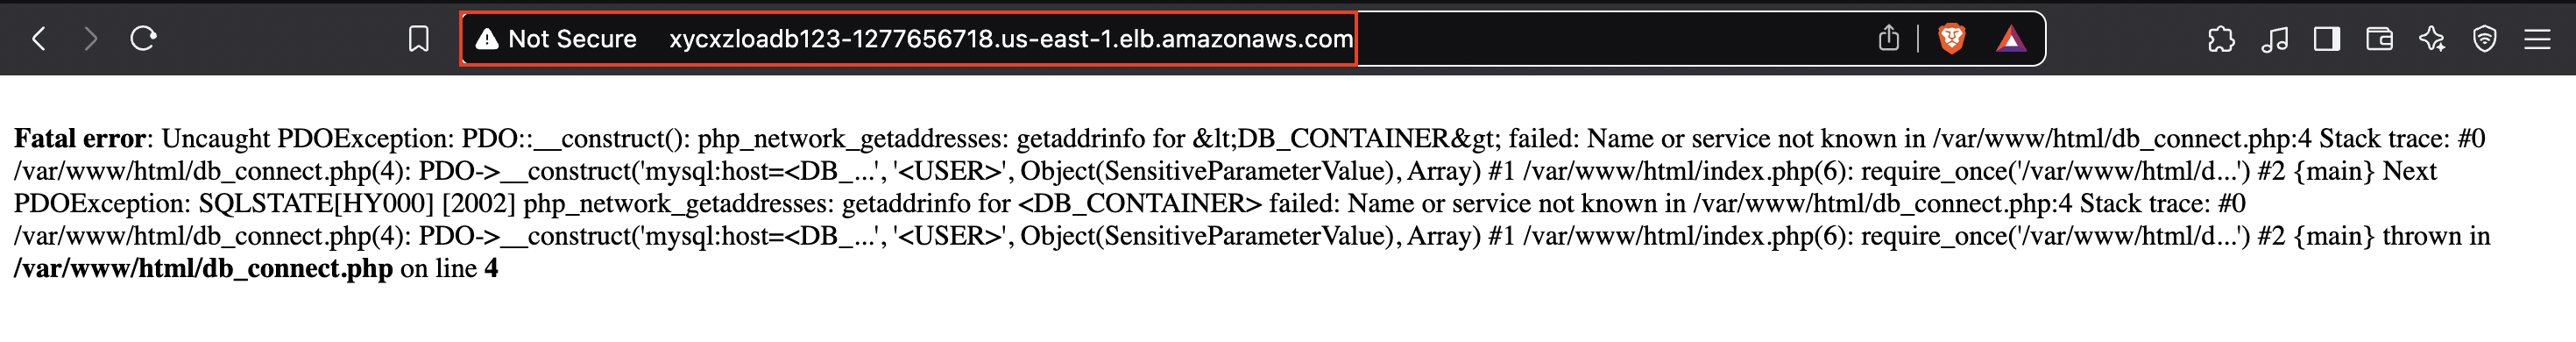 Not Secure xycxzloadb123-1277656718.us-east-1.elb.amazonaws.com
Fatal error: Uncaught PDOException: PDO::__construct(): php_network_getaddresses: getaddrinfo for &lt;DB_CONTAINER&gt; failed: Name or service not known in /var/www/html/db_connect.php:4 Stack trace: #0
/var/www/html/db_connect.php(4): PDO->__construct('mysql:host=<DB_...', '<USER>', Object(SensitiveParameterValue), Array) #1 /var/www/html/index.php(6): require_once('/var/www/html/d...') #2 {main} Next
PDOException: SQLSTATE[HY000] [2002] php_network_getaddresses: getaddrinfo for <DB_CONTAINER> failed: Name or service not known in /var/www/html/db_connect.php:4 Stack trace: #0
/var/www/html/db_connect.php(4): PDO->__construct('mysql:host=<DB_...', '<USER>', Object(SensitiveParameterValue), Array) #1 /var/www/html/index.php(6): require_once('/var/www/html/d...') #2 {main} thrown in
/var/www/html/db_connect.php on line 4